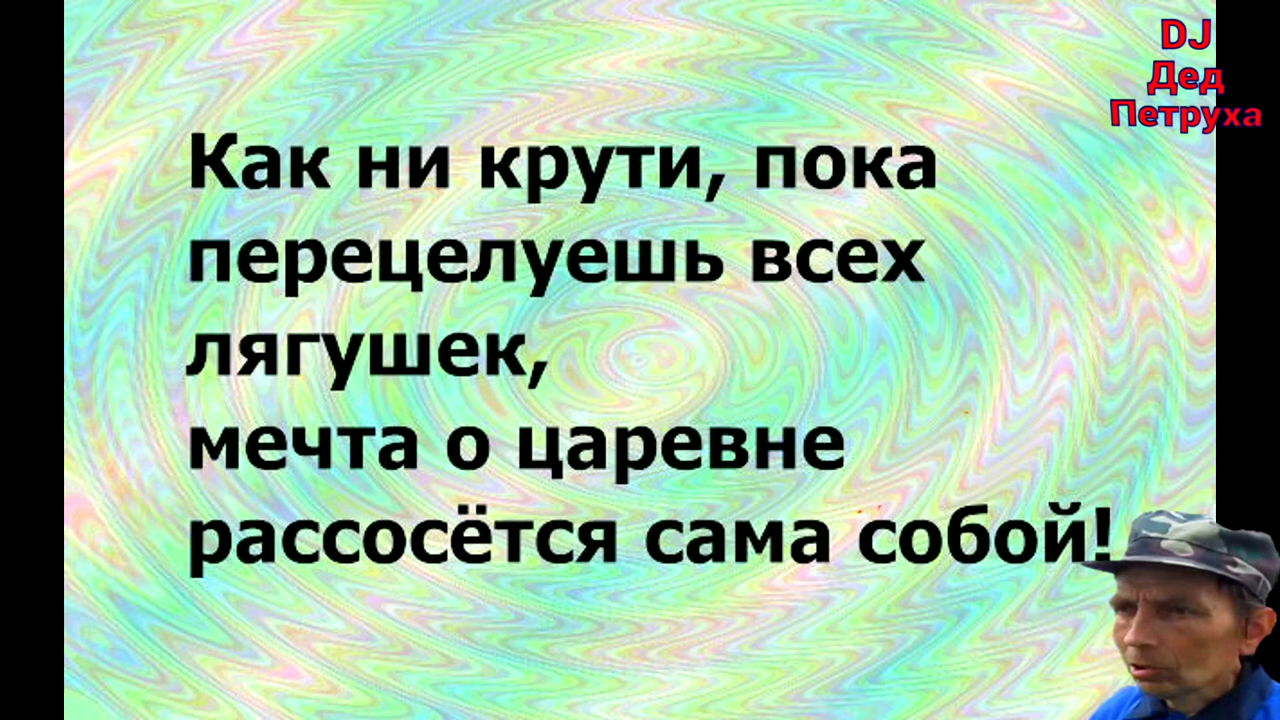 DJ
Дед
Петруха
Как ни крути, пока
перецелуешь всех
лягушек,
мечта о царевне
рассосётся сама собой!